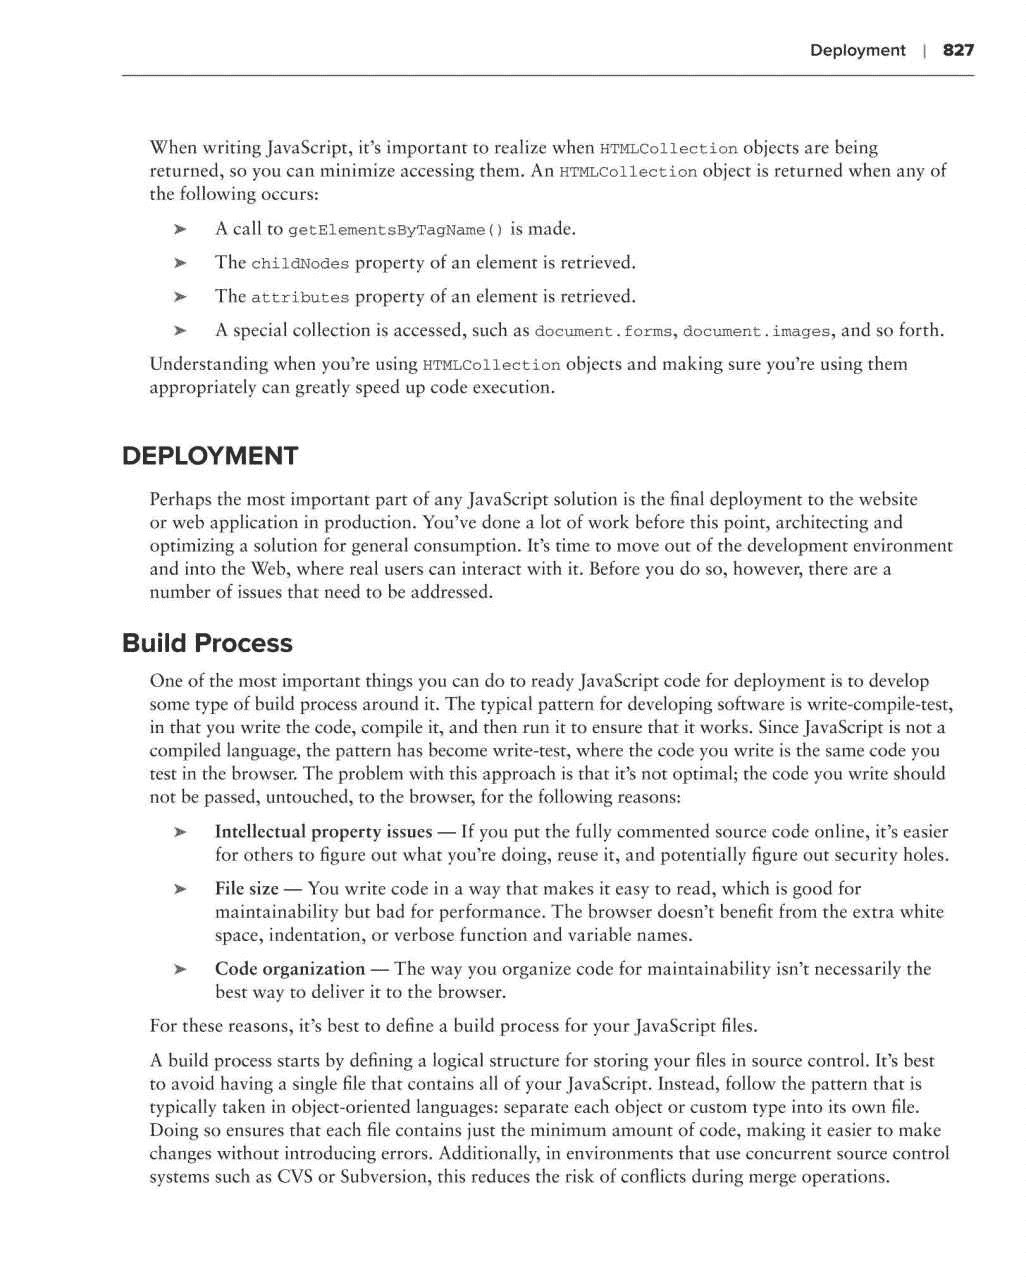 Deployment | 827
When writing JavaScript, it’s important to realize when HTMLCollection objects are being
returned, so you can minimize accessing them. An HTMLCollection object is returned when any of
the following occurs:
➤ A call to getElementsByTagName() is made.
➤ The childNodes property of an element is retrieved.
➤ The attributes property of an element is retrieved.
➤ A special collection is accessed, such as document.forms, document.images, and so forth.
Understanding when you’re using HTMLCollection objects and making sure you’re using them
appropriately can greatly speed up code execution.
DEPLOYMENT
Perhaps the most important part of any JavaScript solution is the final deployment to the website
or web application in production. You’ve done a lot of work before this point, architecting and
optimizing a solution for general consumption. It’s time to move out of the development environment
and into the Web, where real users can interact with it. Before you do so, however, there are a
number of issues that need to be addressed.
Build Process
One of the most important things you can do to ready JavaScript code for deployment is to develop
some type of build process around it. The typical pattern for developing software is write-compile-test,
in that you write the code, compile it, and then run it to ensure that it works. Since JavaScript is not a
compiled language, the pattern has become write-test, where the code you write is the same code you
test in the browser. The problem with this approach is that it’s not optimal; the code you write should
not be passed, untouched, to the browser, for the following reasons:
➤ Intellectual property issues — If you put the fully commented source code online, it’s easier
for others to figure out what you’re doing, reuse it, and potentially figure out security holes.
➤ File size — You write code in a way that makes it easy to read, which is good for
maintainability but bad for performance. The browser doesn’t benefit from the extra white
space, indentation, or verbose function and variable names.
➤ Code organization — The way you organize code for maintainability isn’t necessarily the
best way to deliver it to the browser.
For these reasons, it’s best to define a build process for your JavaScript files.
A build process starts by defining a logical structure for storing your files in source control. It’s best
to avoid having a single file that contains all of your JavaScript. Instead, follow the pattern that is
typically taken in object-oriented languages: separate each object or custom type into its own file.
Doing so ensures that each file contains just the minimum amount of code, making it easier to make
changes without introducing errors. Additionally, in environments that use concurrent source control
systems such as CVS or Subversion, this reduces the risk of conflicts during merge operations.